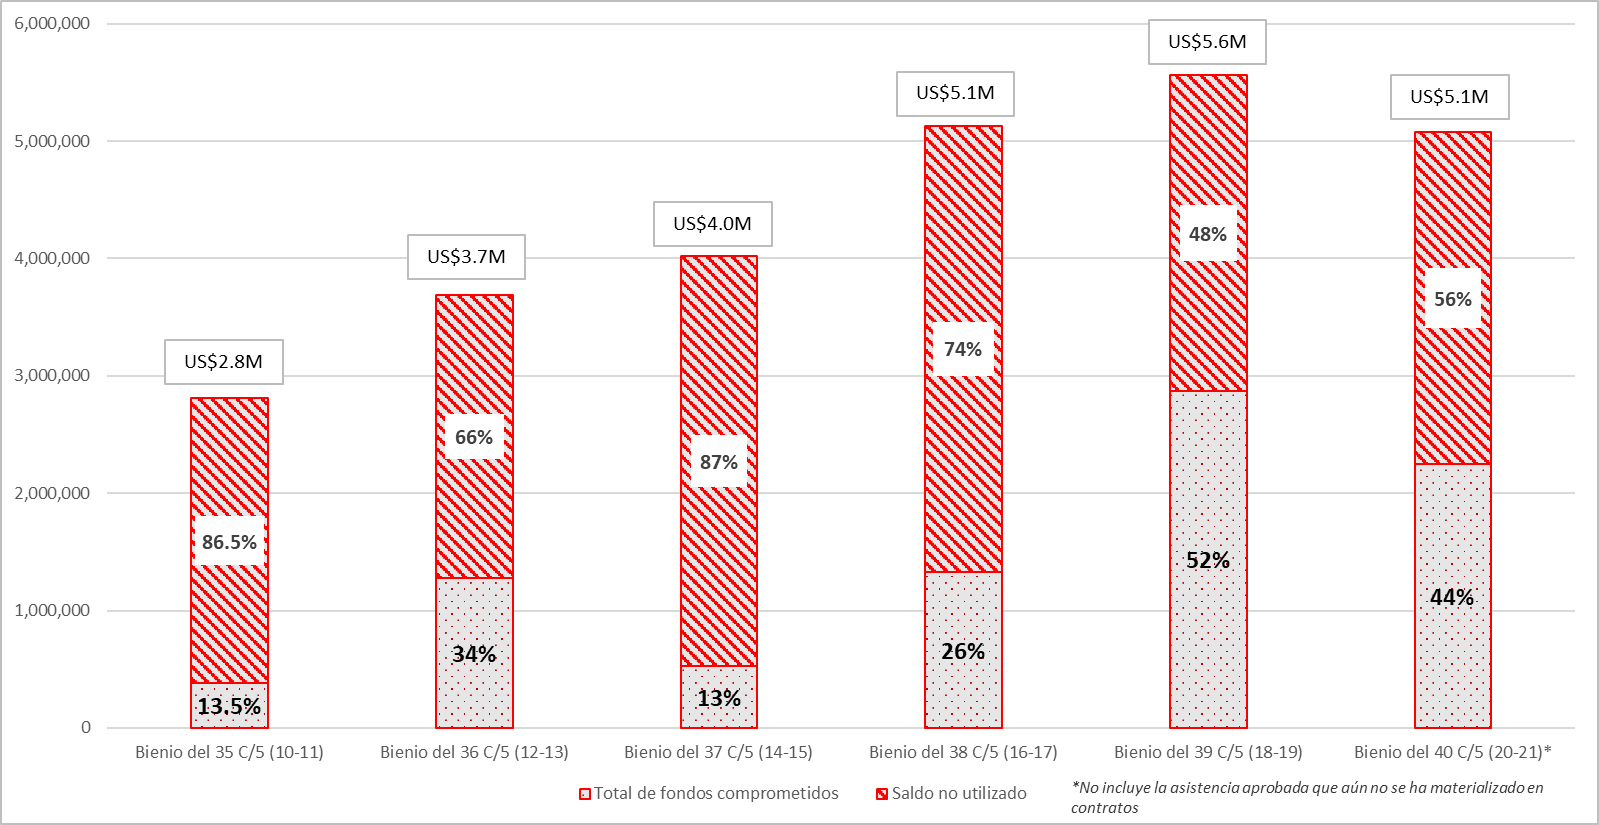 6,000,000
5,000,000
4,000,000
3,000,000
2,000,000
1,000,000
0
US$2.8M
86.5%
13.5%
US$3.7M
66%
34%
US$4.0M
87%
13%
US$5.1M
74%
26%
US$5.6M
48%
52%
US$5.1M
56%
44%
Bienio del 35 C/5 (10-11)
Bienio del 36 C/5 (12-13)
Bienio del 37 C/5 (14-15)
Bienio del 38 C/5 (16-17)
Bienio del 39 C/5 (18-19)
Bienio del 40 C/5 (20-21)*
Total de fondos comprometidos
Saldo no utilizado
*No incluye la asistencia aprobada que aún no se ha materializado en
contratos